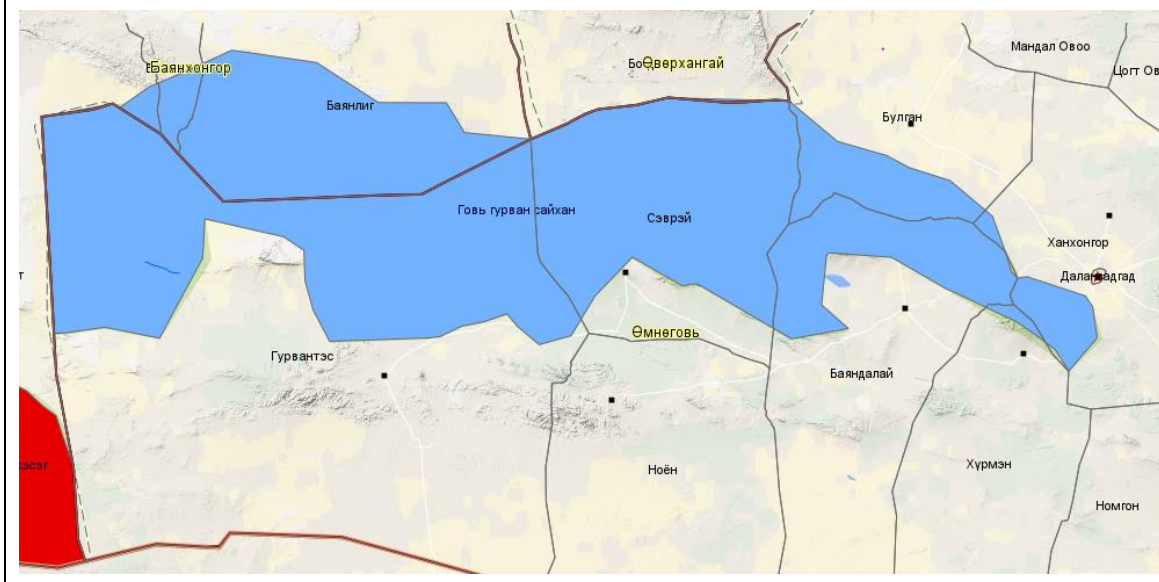 Мандал Овоо
Баянхонгор
Өверхангай
Цогт Ов
Баянлиг
Булган
Говь гурван сайхан
Сэврэй
Ханхонгор
Даланзадгад
Өмнөговь
Гурвантэс
Баяндалай
Ноён
Хүрмэн
Номгон